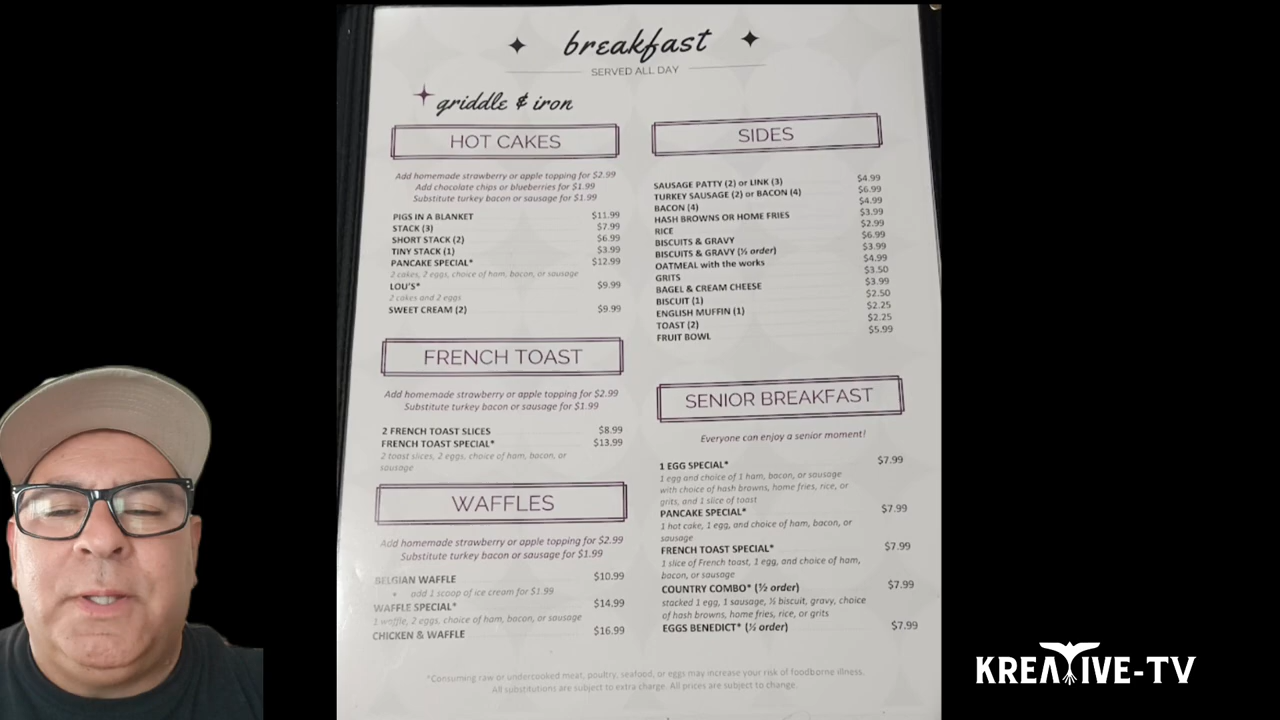 breakfast
SERVED ALL DAY
griddle & iron
HOT CAKES
Add homemade strawberry or apple topping for $2.99
Add chocolate chips or blueberries for $1.99
Substitute turkey bacon or sausage for $1.99
PIGS IN A BLANKET $11.99
STACK (3) $7.99
SHORT STACK (2) $6.99
TINY STACK (1) $3.99
PANCAKE SPECIAL* $12.99
2 cakes, 2 eggs, choice of ham, bacon, or sausage
LOU'S* $9.99
2 cakes and 2 eggs
SWEET CREAM (2) $9.99
FRENCH TOAST
Add homemade strawberry or apple topping for $2.99
Substitute turkey bacon or sausage for $1.99
2 FRENCH TOAST SLICES $8.99
FRENCH TOAST SPECIAL* $13.99
2 toast slices, 2 eggs, choice of ham, bacon, or
sausage
WAFFLES
Add homemade strawberry or apple topping for $2.99
Substitute turkey bacon or sausage for $1.99
BELGIAN WAFFLE $10.99
• add 1 scoop of ice cream for $1.99
WAFFLE SPECIAL* $14.99
1 waffle, 2 eggs, choice of ham, bacon, or sausage
CHICKEN & WAFFLE $16.99
SIDES
SAUSAGE PATTY (2) or LINK (3) $4.99
TURKEY SAUSAGE (2) or BACON (4) $6.99
BACON (4) $4.99
HASH BROWNS OR HOME FRIES $3.99
RICE $2.99
BISCUITS & GRAVY $6.99
BISCUITS & GRAVY (½ order) $3.99
OATMEAL with the works $4.99
GRITS $3.50
BAGEL & CREAM CHEESE $3.99
BISCUIT (1) $2.50
ENGLISH MUFFIN (1) $2.25
TOAST (2) $2.25
FRUIT BOWL $5.99
SENIOR BREAKFAST
Everyone can enjoy a senior moment!
1 EGG SPECIAL* $7.99
1 egg and choice of 1 ham, bacon, or sausage
with choice of hash browns, home fries, rice, or
grits, and 1 slice of toast
PANCAKE SPECIAL* $7.99
1 hot cake, 1 egg, and choice of ham, bacon, or
sausage
FRENCH TOAST SPECIAL* $7.99
1 slice of French toast, 1 egg, and choice of ham,
bacon, or sausage
COUNTRY COMBO* (½ order) $7.99
stacked 1 egg, 1 sausage, ½ biscuit, gravy, choice
of hash browns, home fries, rice, or grits
EGGS BENEDICT* (½ order) $7.99
*Consuming raw or undercooked meat, poultry, seafood, or eggs may increase your risk of foodborne illness.
All substitutions are subject to extra charge. All prices are subject to change.
KREATIVE-TV